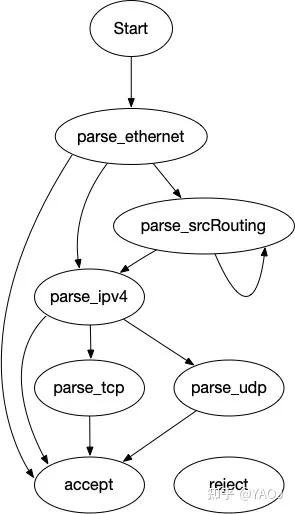 Start
parse_ethernet
parse_srcRouting
parse_ipv4
parse_tcp
parse_udp
accept
reject
知乎 @YAOJ